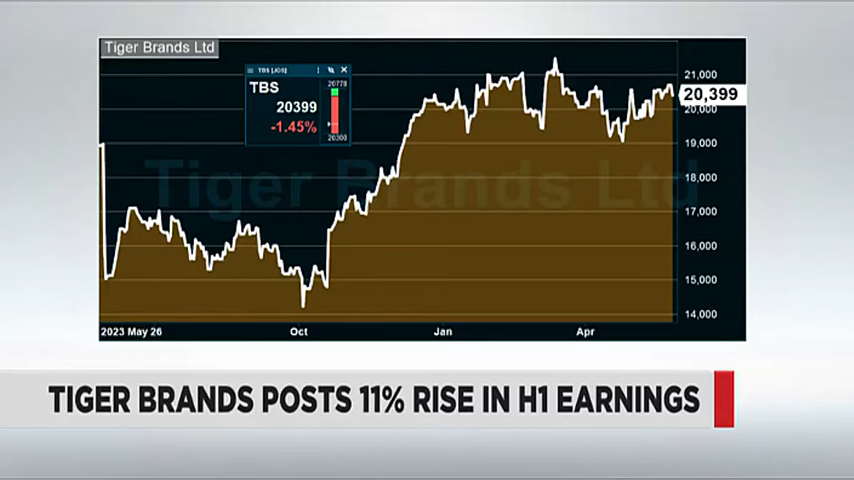 Tiger Brands Ltd
TBS [JOS]
TBS
20399
-1.45%
20778
20300
Tiger Brands Ltd
21,000
20,399
20,000
19,000
18,000
17,000
16,000
15,000
14,000
2023 May 26 Oct Jan Apr
TIGER BRANDS POSTS 11% RISE IN H1 EARNINGS